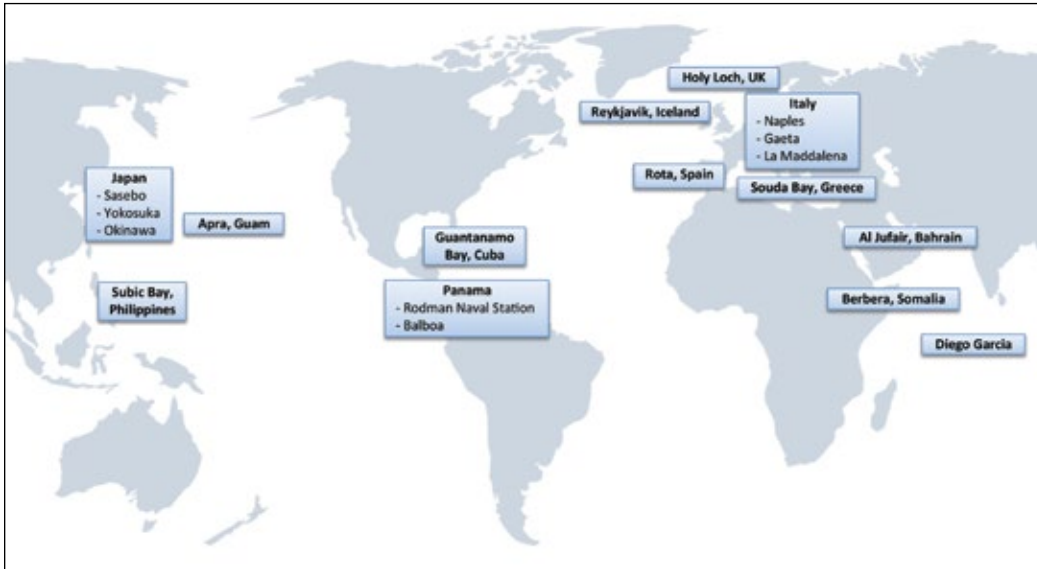 Holy Loch, UK
Reykjavik, Iceland
Italy
- Naples
- Gaeta
- La Maddalena
Japan
- Sasebo
- Yokosuka
- Okinawa
Rota, Spain
Souda Bay, Greece
Apra, Guam
Guantanamo
Bay, Cuba
Al Jufair, Bahrain
Subic Bay,
Philippines
Panama
- Rodman Naval Station
- Balboa
Berbera, Somalia
Diego Garcia